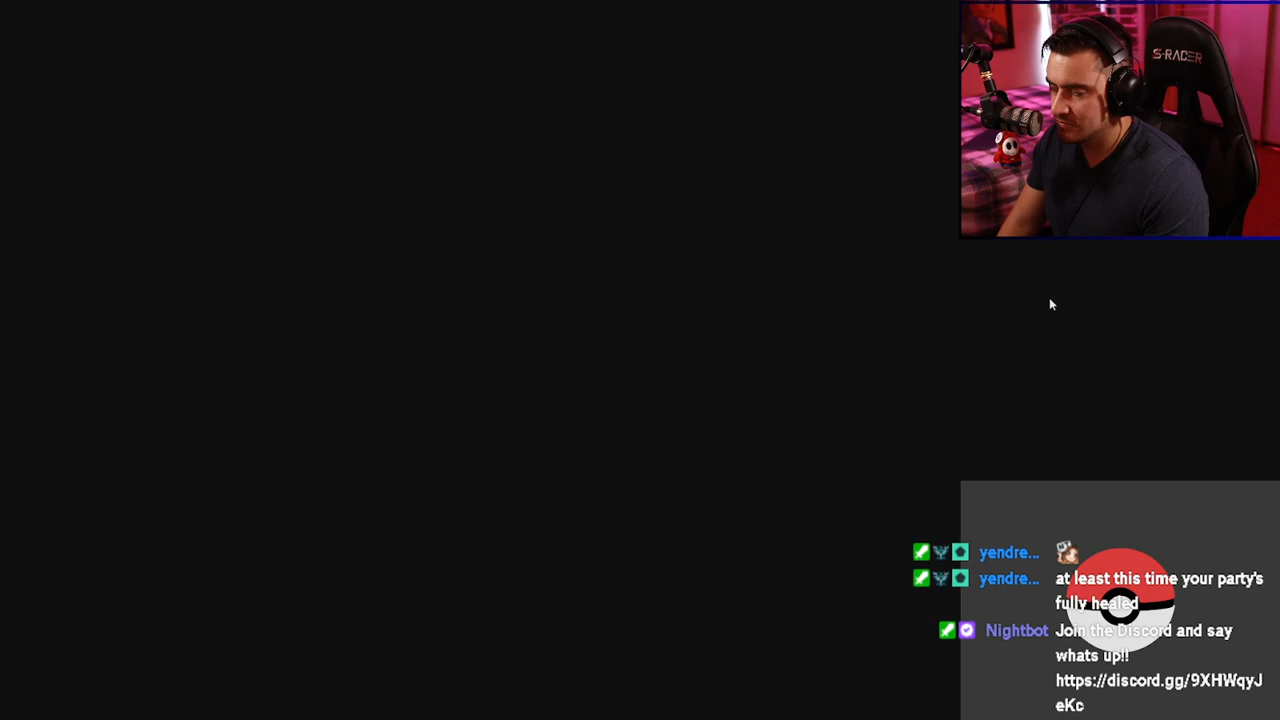 S-RACER
yendre...
yendre... at least this time your party's
fully healed
Nightbot Join the Discord and say
whats up!!
https://discord.gg/9XHWqyJ
eKc